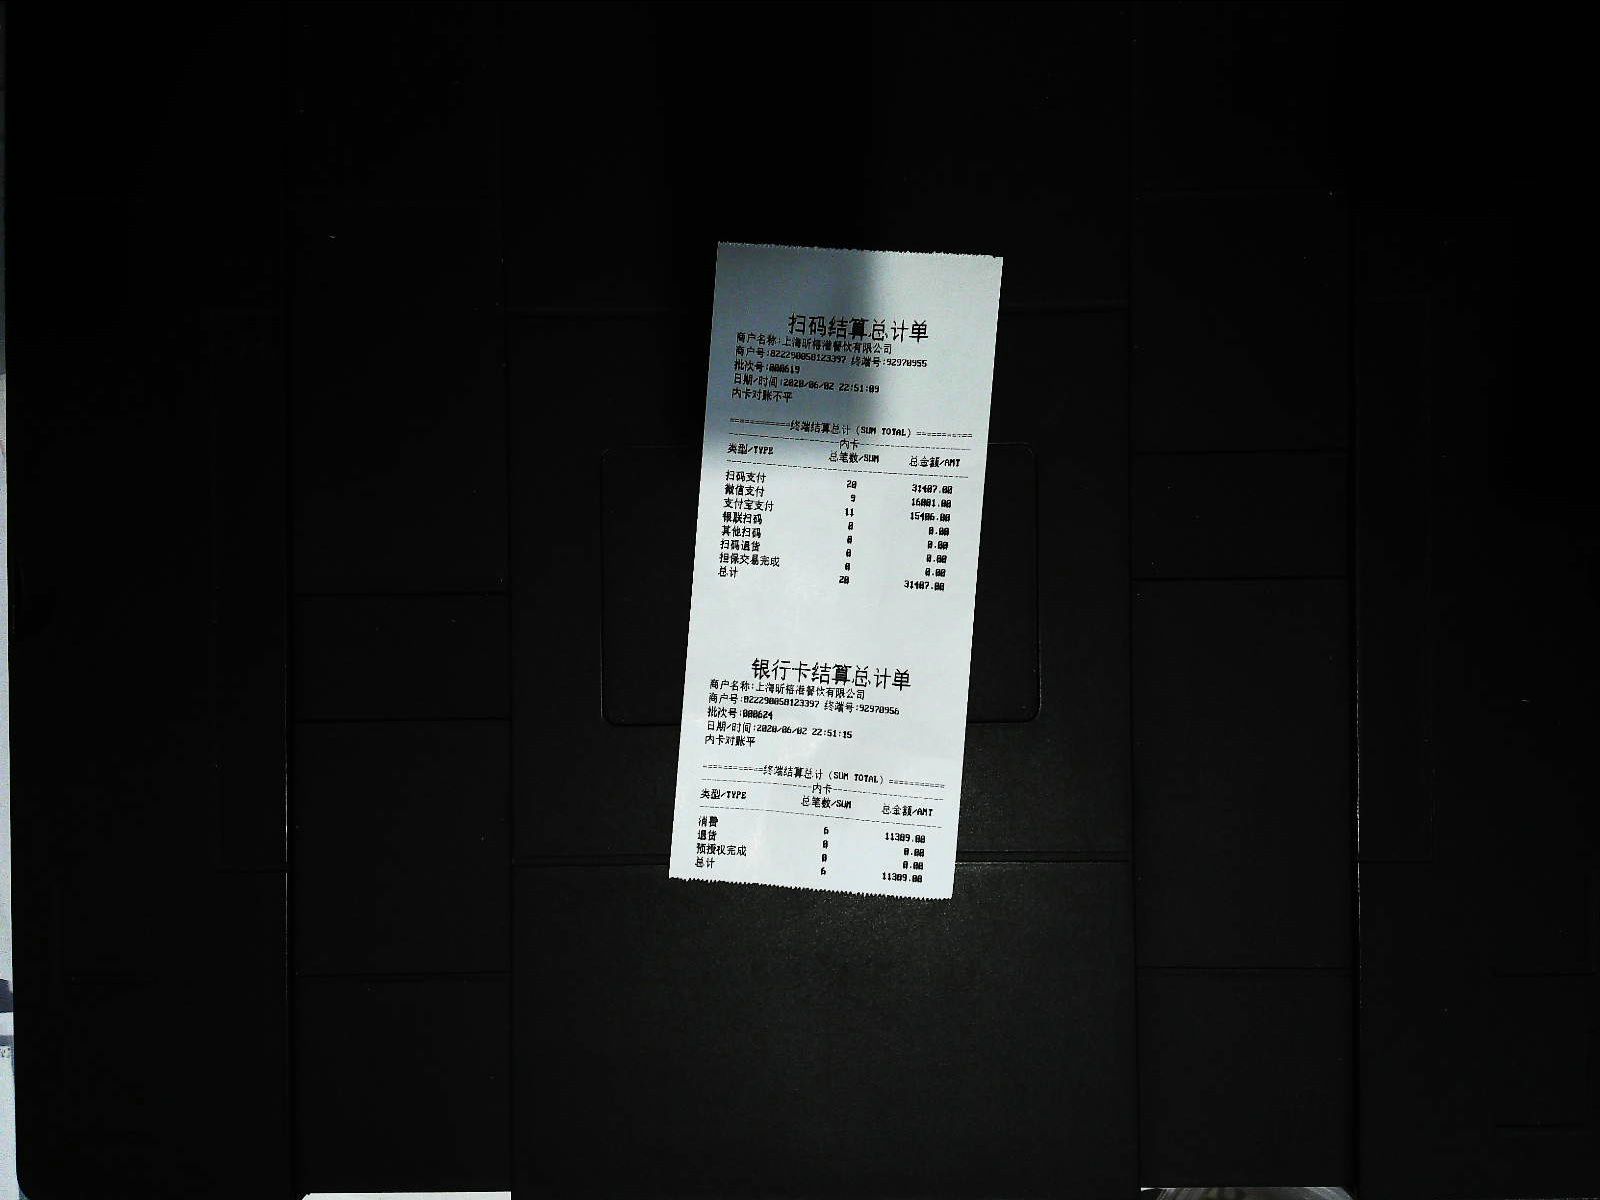 扫码结算总计单
商户名称:上海昕禧港餐饮有限公司
商户号:822290058123397 终端号:92970955
批次号:000619
日期/时间:2020/06/02 22:51:09
内卡对账不平
===========终端结算总计(SUM TOTAL)===========
内卡
类型/TYPE 总笔数/SUM 总金额/AMT
扫码支付 20 31407.00
微信支付 9 16001.00
支付宝支付 11 15406.00
银联扫码 0 0.00
其他扫码 0 0.00
扫码退货 0 0.00
担保交易完成 0 0.00
总计 20 31407.00
银行卡结算总计单
商户名称:上海昕禧港餐饮有限公司
商户号:822290058123397 终端号:92970956
批次号:000624
日期/时间:2020/06/02 22:51:15
内卡对账平
===========终端结算总计(SUM TOTAL)===========
内卡
类型/TYPE 总笔数/SUM 总金额/AMT
消费 6 11309.00
退货 0 0.00
预授权完成 0 0.00
总计 6 11309.00